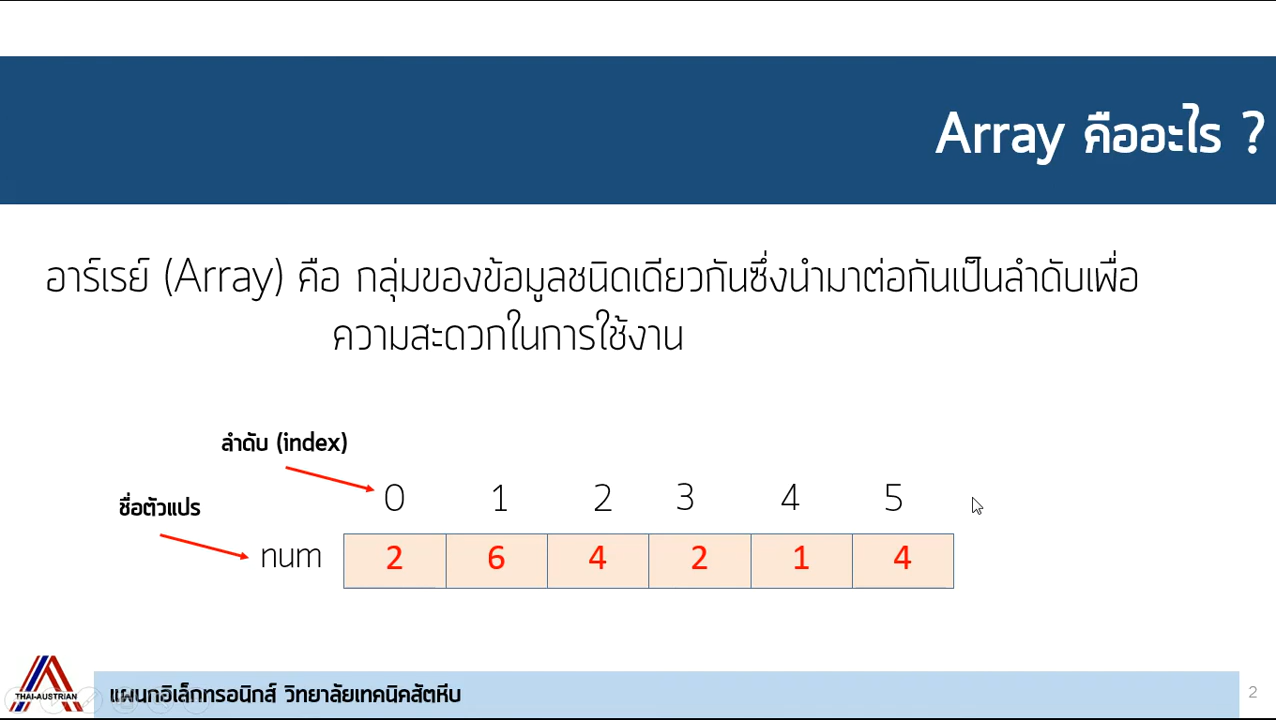 Array คืออะไร ?
อาร์เรย์ (Array) คือ กลุ่มของข้อมูลชนิดเดียวกันซึ่งนำมาต่อกันเป็นลำดับเพื่อ
ความสะดวกในการใช้งาน
ลำดับ (index)
0 1 2 3 4 5
ชื่อตัวแปร
num 2 6 4 2 1 4
THAI-AUSTRIAN
แผนกอิเล็กทรอนิกส์ วิทยาลัยเทคนิคสัตหีบ
2